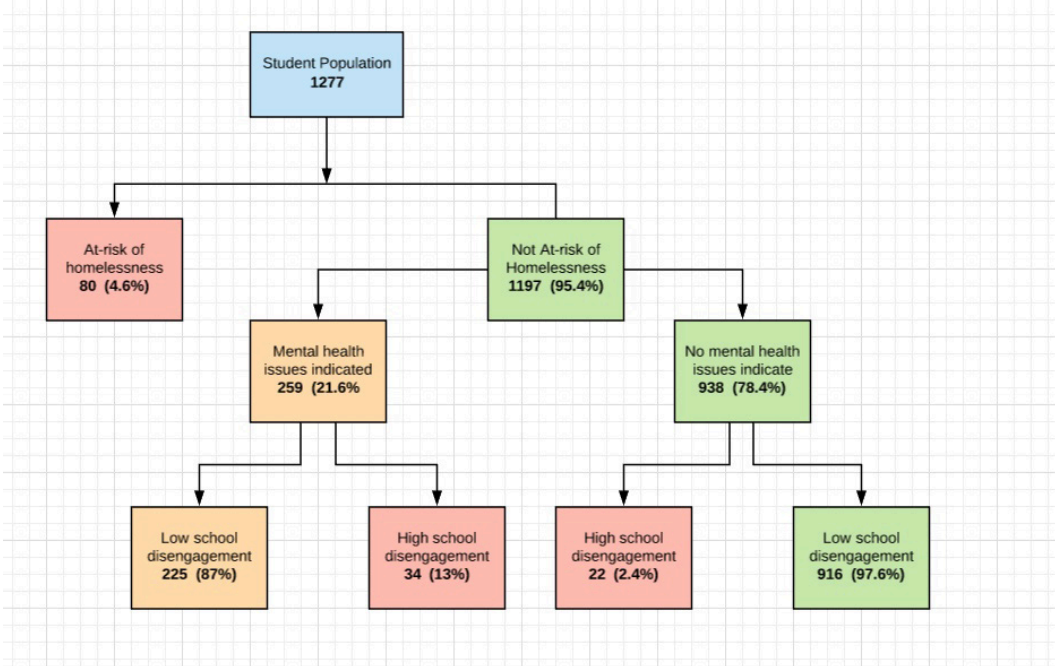 Student Population
1277
At-risk of
homelessness
80 (4.6%)
Not At-risk of
Homelessness
1197 (95.4%)
Mental health
issues indicated
259 (21.6%
No mental health
issues indicate
938 (78.4%)
Low school
disengagement
225 (87%)
High school
disengagement
34 (13%)
High school
disengagement
22 (2.4%)
Low school
disengagement
916 (97.6%)